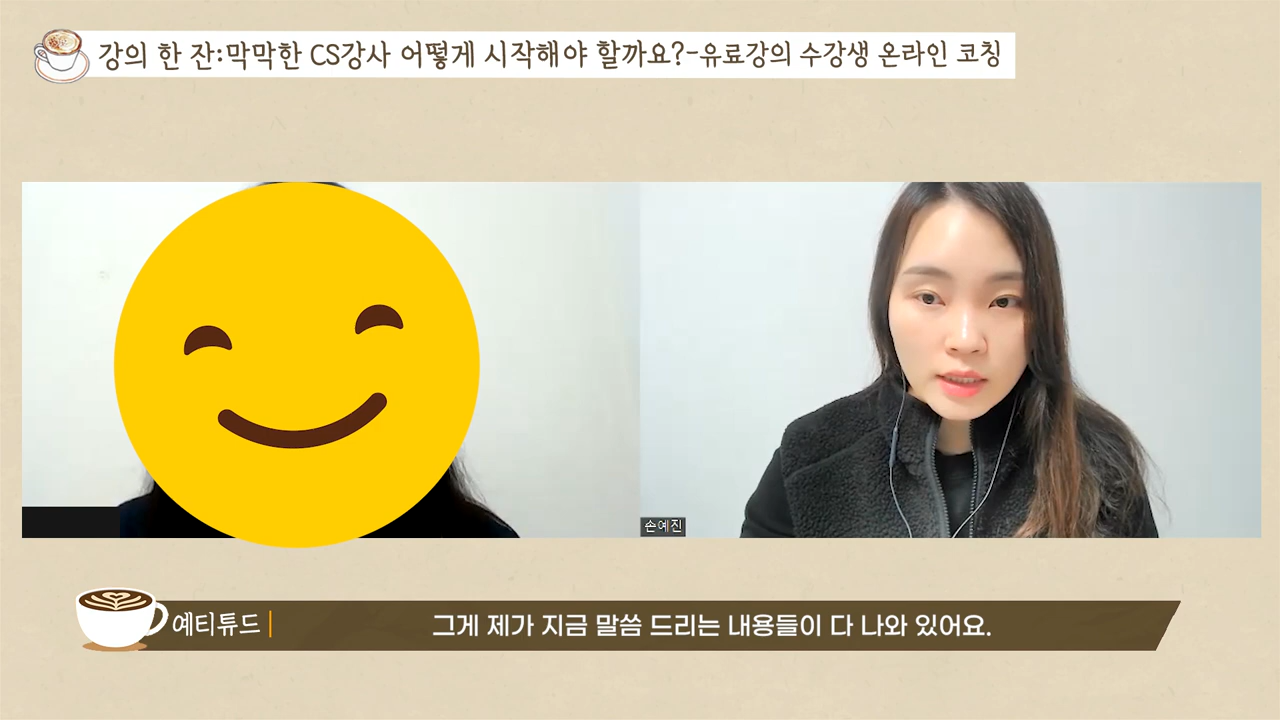 강의 한 잔:막막한 CS강사 어떻게 시작해야 할까요?-유료강의 수강생 온라인 코칭
손예진
예티튜드
그게 제가 지금 말씀 드리는 내용들이 다 나와 있어요.